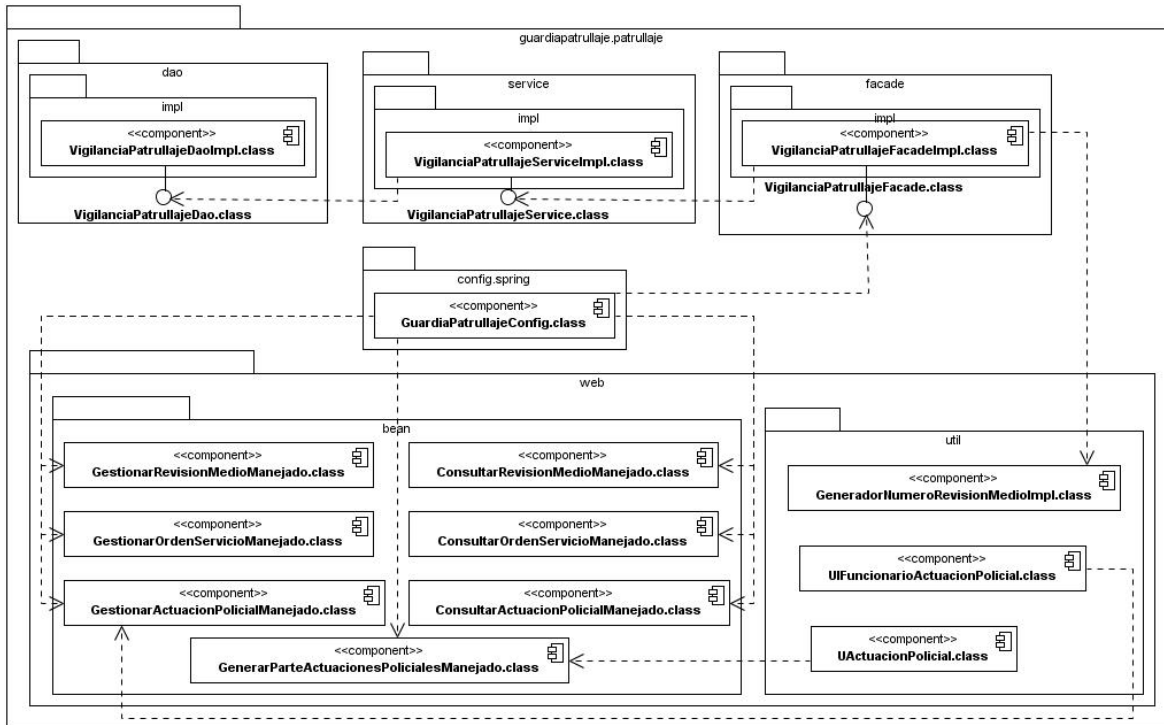 guardiapatrullaje.patrullaje
dao
impl
<<component>>
VigilanciaPatrullajeDaoImpl.class
VigilanciaPatrullajeDao.class
service
impl
<<component>>
VigilanciaPatrullajeServiceImpl.class
VigilanciaPatrullajeService.class
facade
impl
<<component>>
VigilanciaPatrullajeFacadeImpl.class
VigilanciaPatrullajeFacade.class
config.spring
<<component>>
GuardiaPatrullajeConfig.class
web
bean
<<component>>
GestionarRevisionMedioManejado.class
<<component>>
ConsultarRevisionMedioManejado.class
<<component>>
GestionarOrdenServicioManejado.class
<<component>>
ConsultarOrdenServicioManejado.class
<<component>>
GestionarActuacionPolicialManejado.class
<<component>>
ConsultarActuacionPolicialManejado.class
<<component>>
GenerarParteActuacionesPolicialesManejado.class
util
<<component>>
GeneradorNumeroRevisionMedioImpl.class
<<component>>
UIFuncionarioActuacionPolicial.class
<<component>>
UActuacionPolicial.class